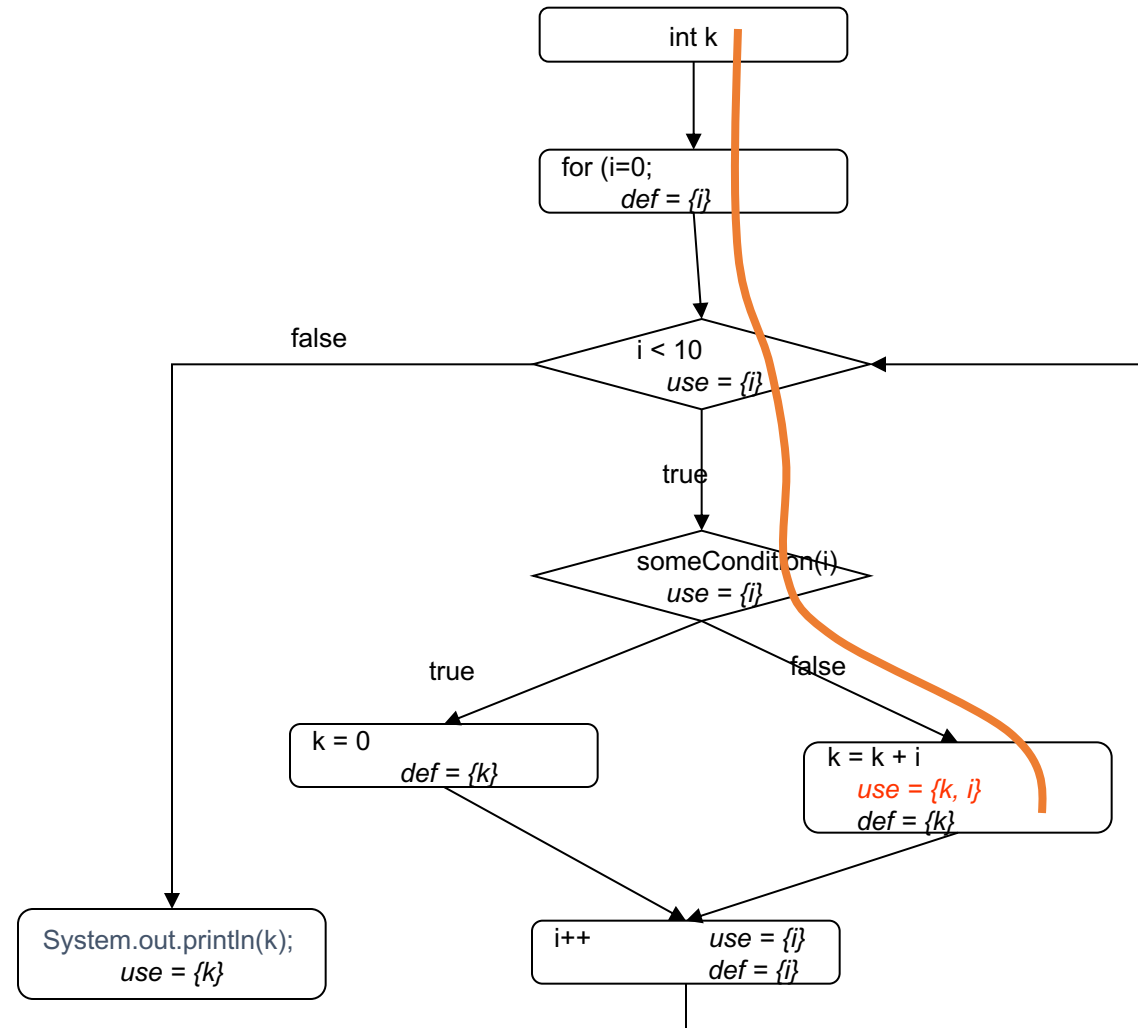 int k
for (i=0;
def = {i}
false
i < 10
use = {i}
true
someCondition(i)
use = {i}
true
false
k = 0
def = {k}
k = k + i
use = {k, i}
def = {k}
System.out.println(k);
use = {k}
i++ use = {i}
def = {i}